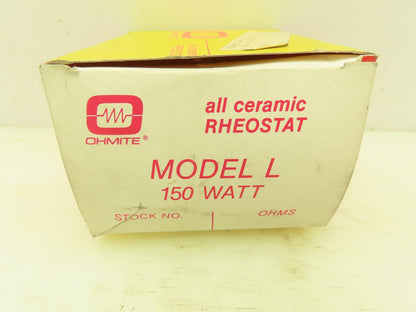 OHMITE®
all ceramic
RHEOSTAT
MODEL L
150 WATT
STOCK NO.
OHMS